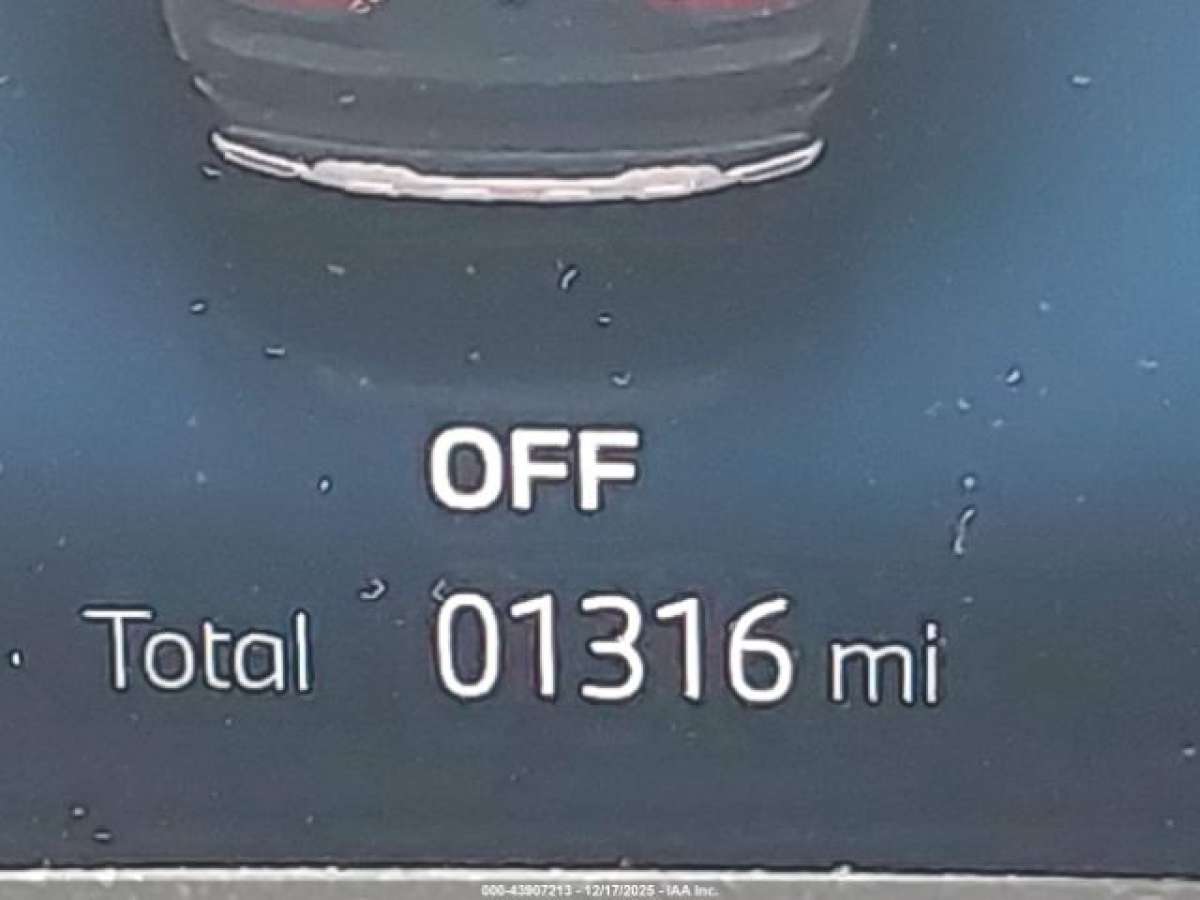 OFF
Total 01316 mi
000-43907213 - 12/17/2025 - IAA Inc.